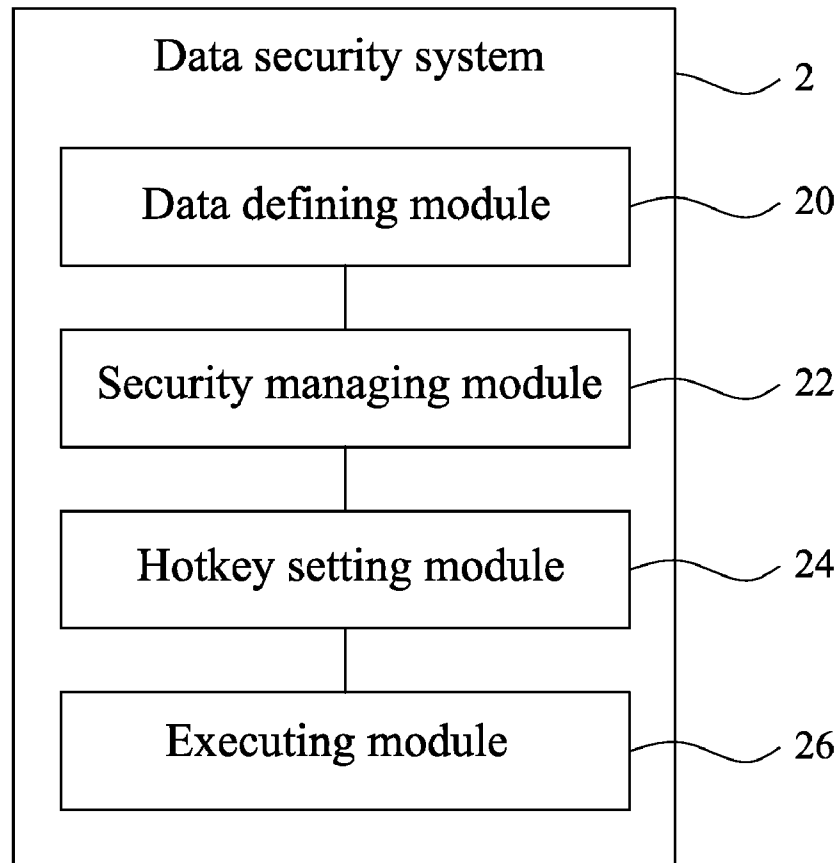 Data security system
2
Data defining module
20
Security managing module
22
Hotkey setting module
24
Executing module
26